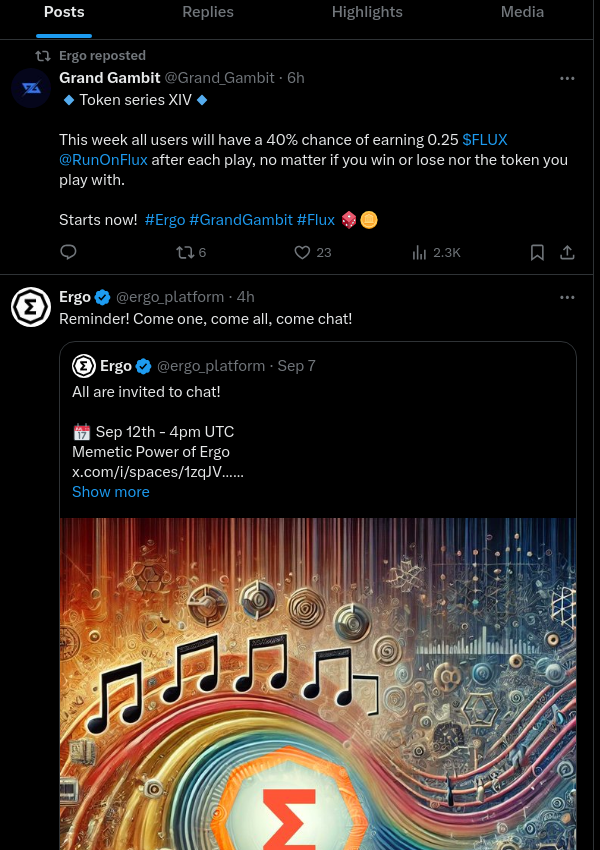 Posts Replies Highlights Media
Ergo reposted
Grand Gambit @Grand_Gambit · 6h
🔹 Token series XIV 🔹
This week all users will have a 40% chance of earning 0.25 $FLUX
@RunOnFlux after each play, no matter if you win or lose nor the token you
play with.
Starts now! #Ergo #GrandGambit #Flux 🎲🪙
6 23 2.3K
Ergo @ergo_platform · 4h
Reminder! Come one, come all, come chat!
Ergo @ergo_platform · Sep 7
All are invited to chat!
📅 Sep 12th - 4pm UTC
Memetic Power of Ergo
x.com/i/spaces/1zqJV……
Show more
Σ